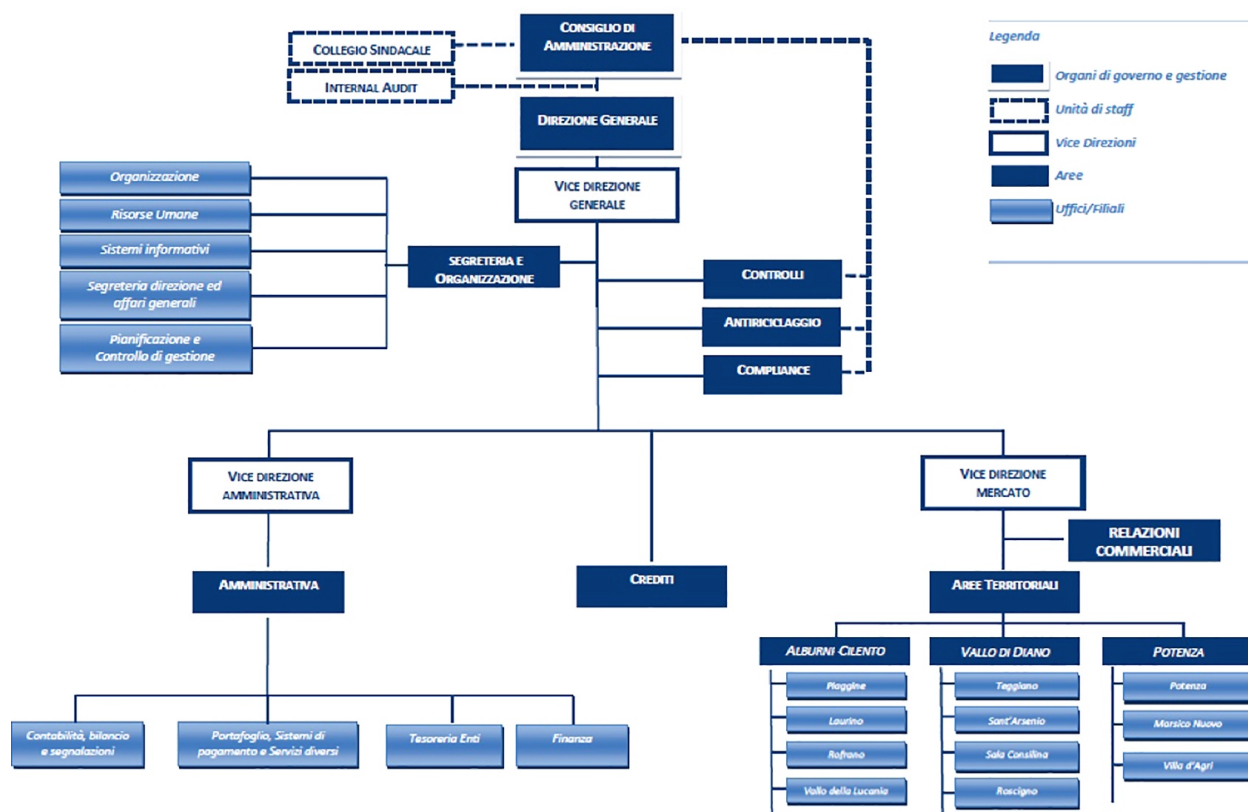 CONSIGLIO DI
AMMINISTRAZIONE
COLLEGIO SINDACALE
INTERNAL AUDIT
DIREZIONE GENERALE
VICE DIREZIONE
GENERALE
Legenda
Organi di governo e gestione
Unità di staff
Vice Direzioni
Aree
Uffici/Filiali
Organizzazione
Risorse Umane
Sistemi informativi
Segreteria direzione ed
affari generali
Pianificazione e
Controllo di gestione
SEGRETERIA E
ORGANIZZAZIONE
CONTROLLI
ANTIRICICLAGGIO
COMPLIANCE
VICE DIREZIONE
AMMINISTRATIVA
VICE DIREZIONE
MERCATO
RELAZIONI
COMMERCIALI
AMMINISTRATIVA
CREDITI
AREE TERRITORIALI
Contabilità, bilancio
e segnalazioni
Portafoglio, Sistemi di
pagamento e Servizi diversi
Tesoreria Enti
Finanza
ALBURNI-CILENTO
Piaggine
Laurino
Rofrano
Vallo della Lucania
VALLO DI DIANO
Teggiano
Sant'Arsenio
Sala Consilina
Roscigno
POTENZA
Potenza
Marsico Nuovo
Villa d'Agri